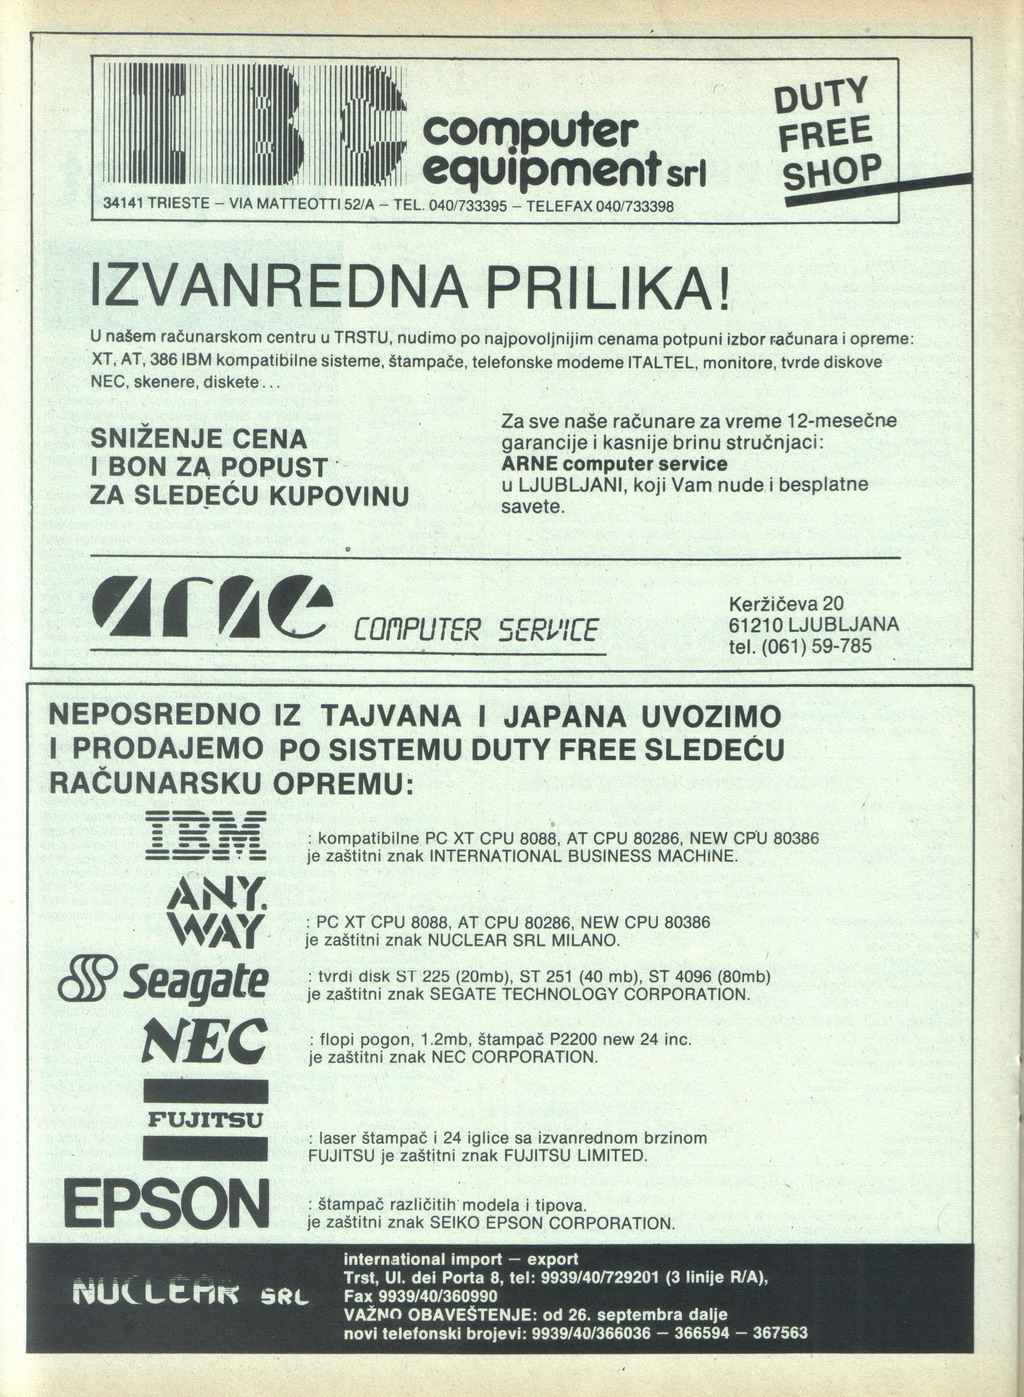 IBC computer
equipment srl
DUTY
FREE
SHOP
34141 TRIESTE – VIA MATTEOTTI 52/A – TEL. 040/733395 – TELEFAX 040/733398
IZVANREDNA PRILIKA!
U našem računarskom centru u TRSTU, nudimo po najpovoljnijim cenama potpuni izbor računara i opreme:
XT, AT, 386 IBM kompatibilne sisteme, štampače, telefonske modeme ITALTEL, monitore, tvrde diskove
NEC, skenere, diskete...
SNIŽENJE CENA
I BON ZA POPUST
ZA SLEDEĆU KUPOVINU
Za sve naše računare za vreme 12-mesečne
garancije i kasnije brinu stručnjaci:
ARNE computer service
u LJUBLJANI, koji Vam nude i besplatne
savete.
arne COMPUTER SERVICE
Keržičeva 20
61210 LJUBLJANA
tel. (061) 59-785
NEPOSREDNO IZ TAJVANA I JAPANA UVOZIMO
I PRODAJEMO PO SISTEMU DUTY FREE SLEDEĆU
RAČUNARSKU OPREMU:
IBM
: kompatibilne PC XT CPU 8088, AT CPU 80286, NEW CPU 80386
je zaštitni znak INTERNATIONAL BUSINESS MACHINE.
ANY.
WAY
: PC XT CPU 8088, AT CPU 80286, NEW CPU 80386
je zaštitni znak NUCLEAR SRL MILANO.
Seagate
: tvrdi disk ST 225 (20mb), ST 251 (40 mb), ST 4096 (80mb)
je zaštitni znak SEGATE TECHNOLOGY CORPORATION.
NEC
: flopi pogon, 1.2mb, štampač P2200 new 24 inc.
je zaštitni znak NEC CORPORATION.
FUJITSU
: laser štampač i 24 iglice sa izvanrednom brzinom
FUJITSU je zaštitni znak FUJITSU LIMITED.
EPSON
: štampač različitih modela i tipova.
je zaštitni znak SEIKO EPSON CORPORATION.
NUCLEAR SRL
international import – export
Trst, Ul. dei Porta 8, tel: 9939/40/729201 (3 linije R/A),
Fax 9939/40/360990
VAŽNO OBAVEŠTENJE: od 26. septembra dalje
novi telefonski brojevi: 9939/40/366036 – 366594 – 367563